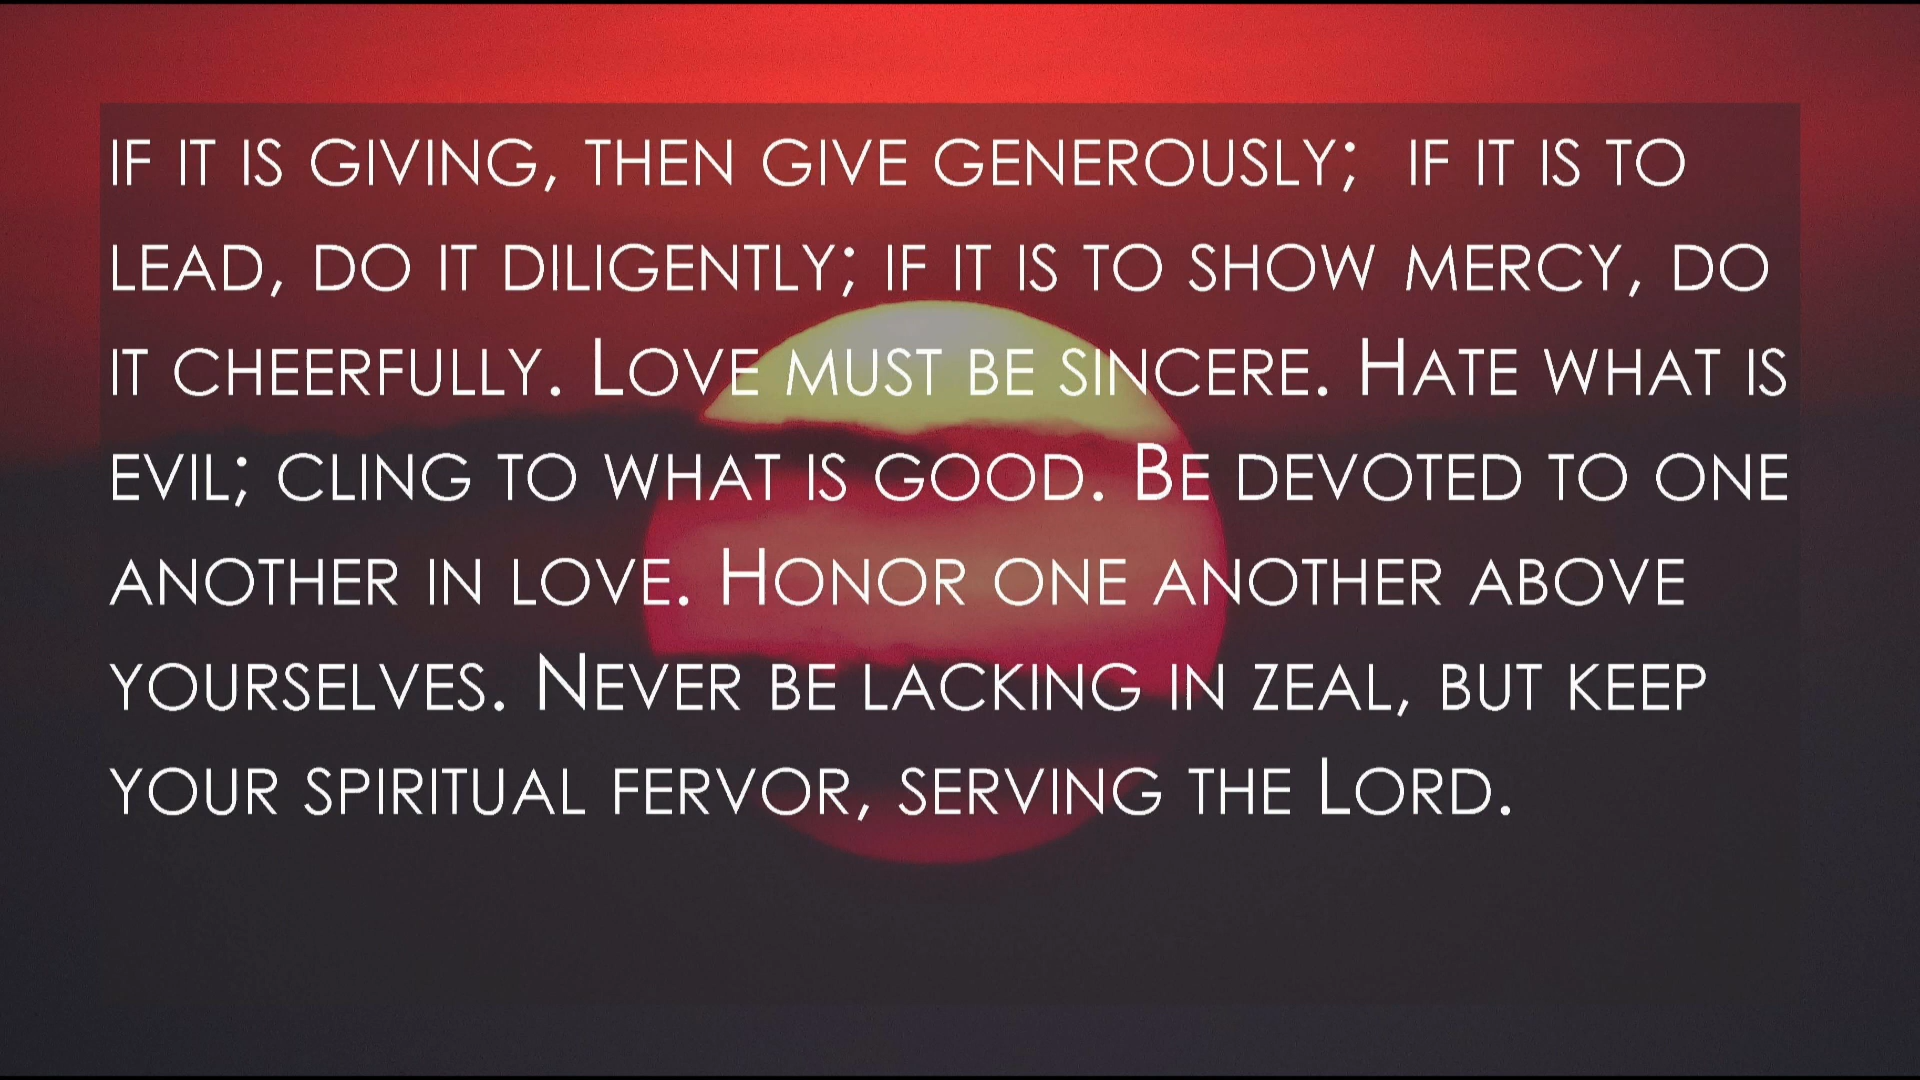 if it is giving, then give generously;  if it is to
lead, do it diligently; if it is to show mercy, do
it cheerfully. Love must be sincere. Hate what is
evil; cling to what is good. Be devoted to one
another in love. Honor one another above
yourselves. Never be lacking in zeal, but keep
your spiritual fervor, serving the Lord.